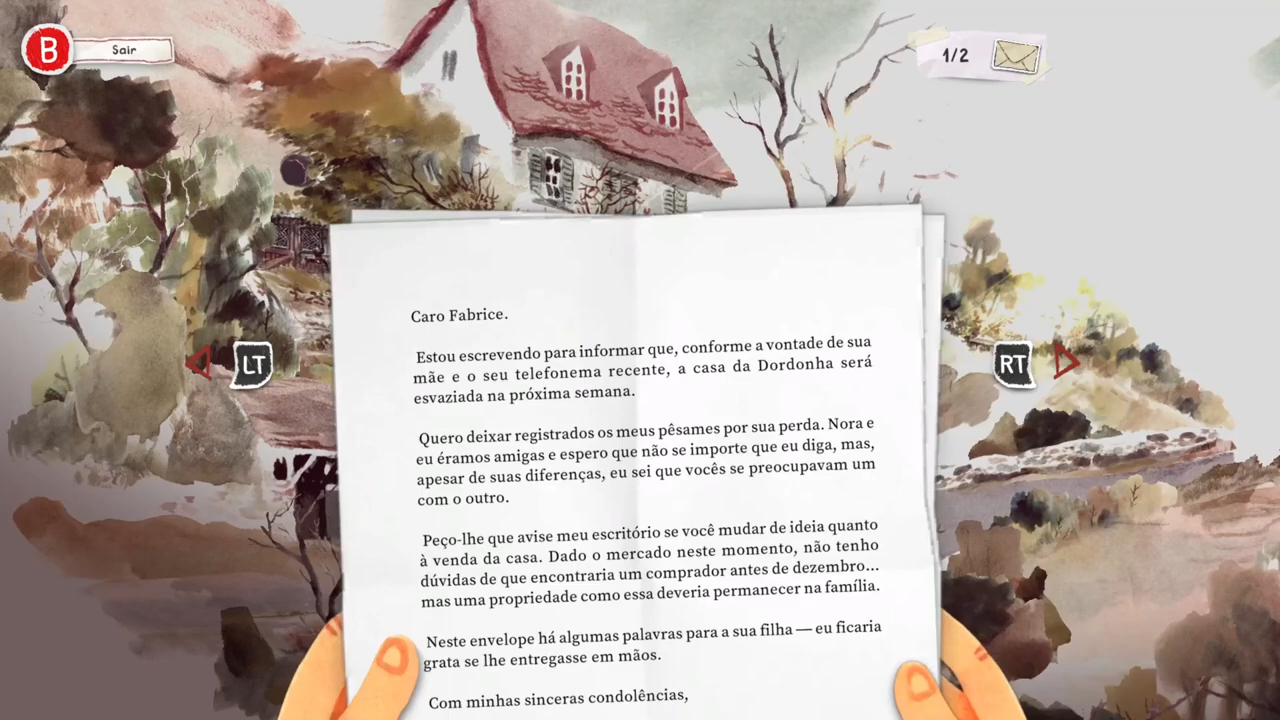 B
Sair
1/2
Caro Fabrice.
Estou escrevendo para informar que, conforme a vontade de sua
mãe e o seu telefonema recente, a casa da Dordonha será
esvaziada na próxima semana.
Quero deixar registrados os meus pêsames por sua perda. Nora e
eu éramos amigas e espero que não se importe que eu diga, mas,
apesar de suas diferenças, eu sei que vocês se preocupavam um
com o outro.
Peço-lhe que avise meu escritório se você mudar de ideia quanto
à venda da casa. Dado o mercado neste momento, não tenho
dúvidas de que encontraria um comprador antes de dezembro...
mas uma propriedade como essa deveria permanecer na família.
Neste envelope há algumas palavras para a sua filha — eu ficaria
grata se lhe entregasse em mãos.
Com minhas sinceras condolências,
LT
RT